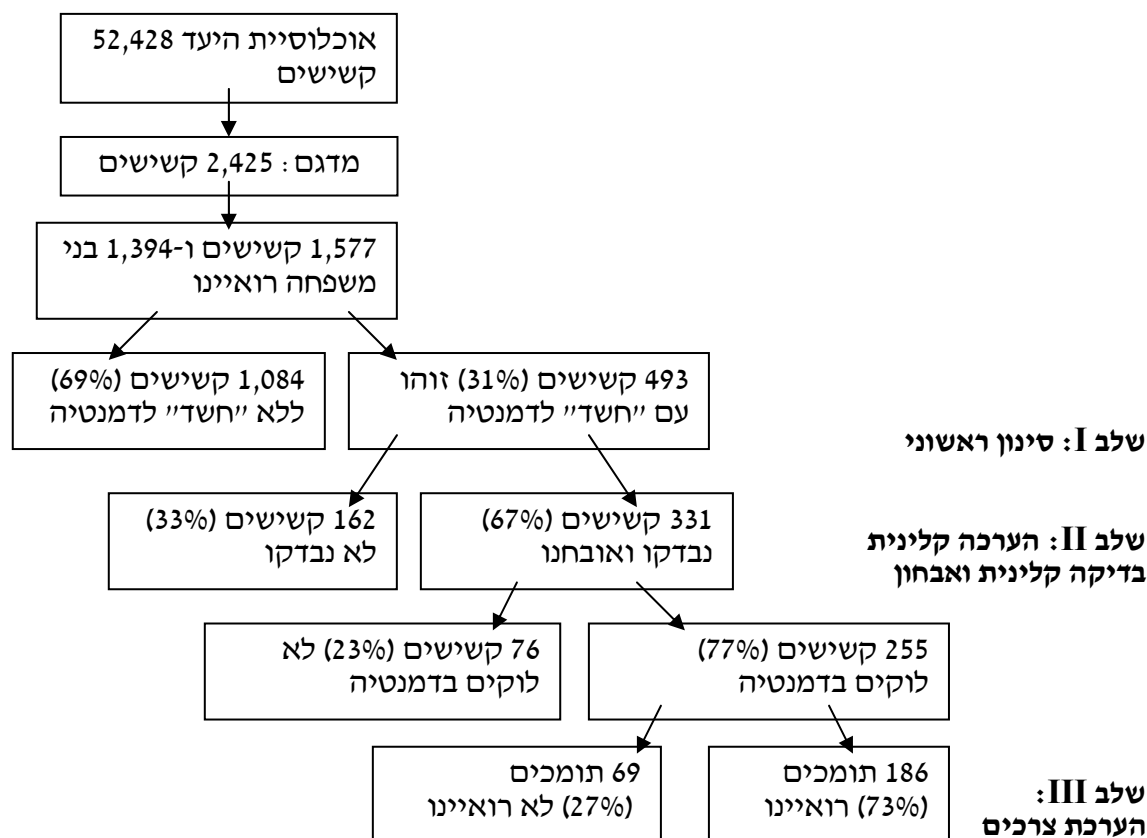 אוכלוסיית היעד 52,428
קשישים
מדגם: 2,425 קשישים
1,577 קשישים ו-1,394 בני
משפחה רואיינו
493 קשישים (31%) זוהו
עם "חשד" לדמנטיה
1,084 קשישים (69%)
ללא "חשד" לדמנטיה
שלב I: סינון ראשוני
331 קשישים (67%)
נבדקו ואובחנו
162 קשישים (33%)
לא נבדקו
שלב II: הערכה קלינית
בדיקה קלינית ואבחון
255 קשישים (77%)
לוקים בדמנטיה
76 קשישים (23%) לא
לוקים בדמנטיה
186 תומכים
(73%) רואיינו
69 תומכים
(27%) לא רואיינו
שלב III:
הערכת צרכים